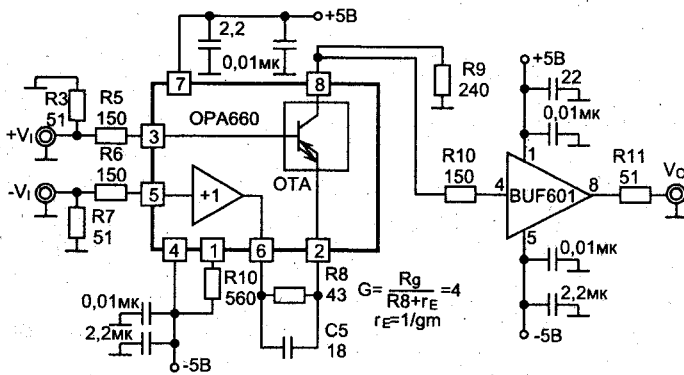 +5В
2,2
0,01мк
7
8
R3
51
R5
150
+VI
3
OPA660
R6
150
OTA
-VI
5
+1
R7
51
4
1
6
2
R10
560
R8
43
C5
18
0,01мк
2,2мк
-5В
G= Rg / R8+rE =4
rE=1/gm
R9
240
R10
150
+5В
22
0,01мк
1
4
BUF601
8
R11
51
VO
5
0,01мк
2,2мк
-5В